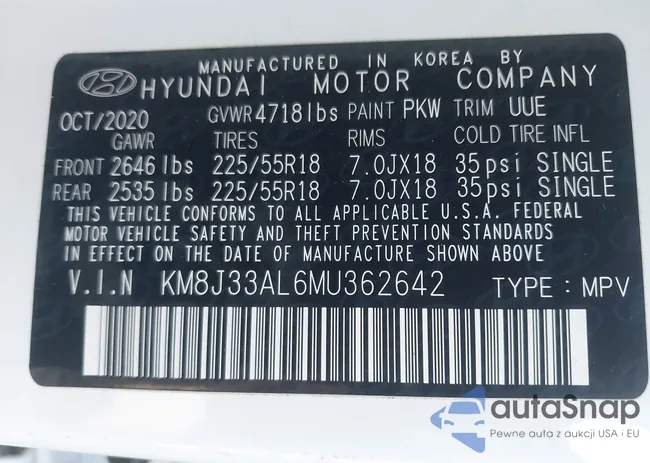 MANUFACTURED IN KOREA BY
HYUNDAI MOTOR COMPANY
OCT/2020 GVWR4718lbs PAINT PKW TRIM UUE
GAWR TIRES RIMS COLD TIRE INFL
FRONT 2646lbs 225/55R18 7.0JX18 35psi SINGLE
REAR 2535lbs 225/55R18 7.0JX18 35psi SINGLE
THIS VEHICLE CONFORMS TO ALL APPLICABLE U.S.A. FEDERAL
MOTOR VEHICLE SAFETY AND THEFT PREVENTION STANDARDS
IN EFFECT ON THE DATE OF MANUFACTURE SHOWN ABOVE
V.I.N KM8J33AL6MU362642 TYPE : MPV
autaSnap
Pewne auta z aukcji USA i EU